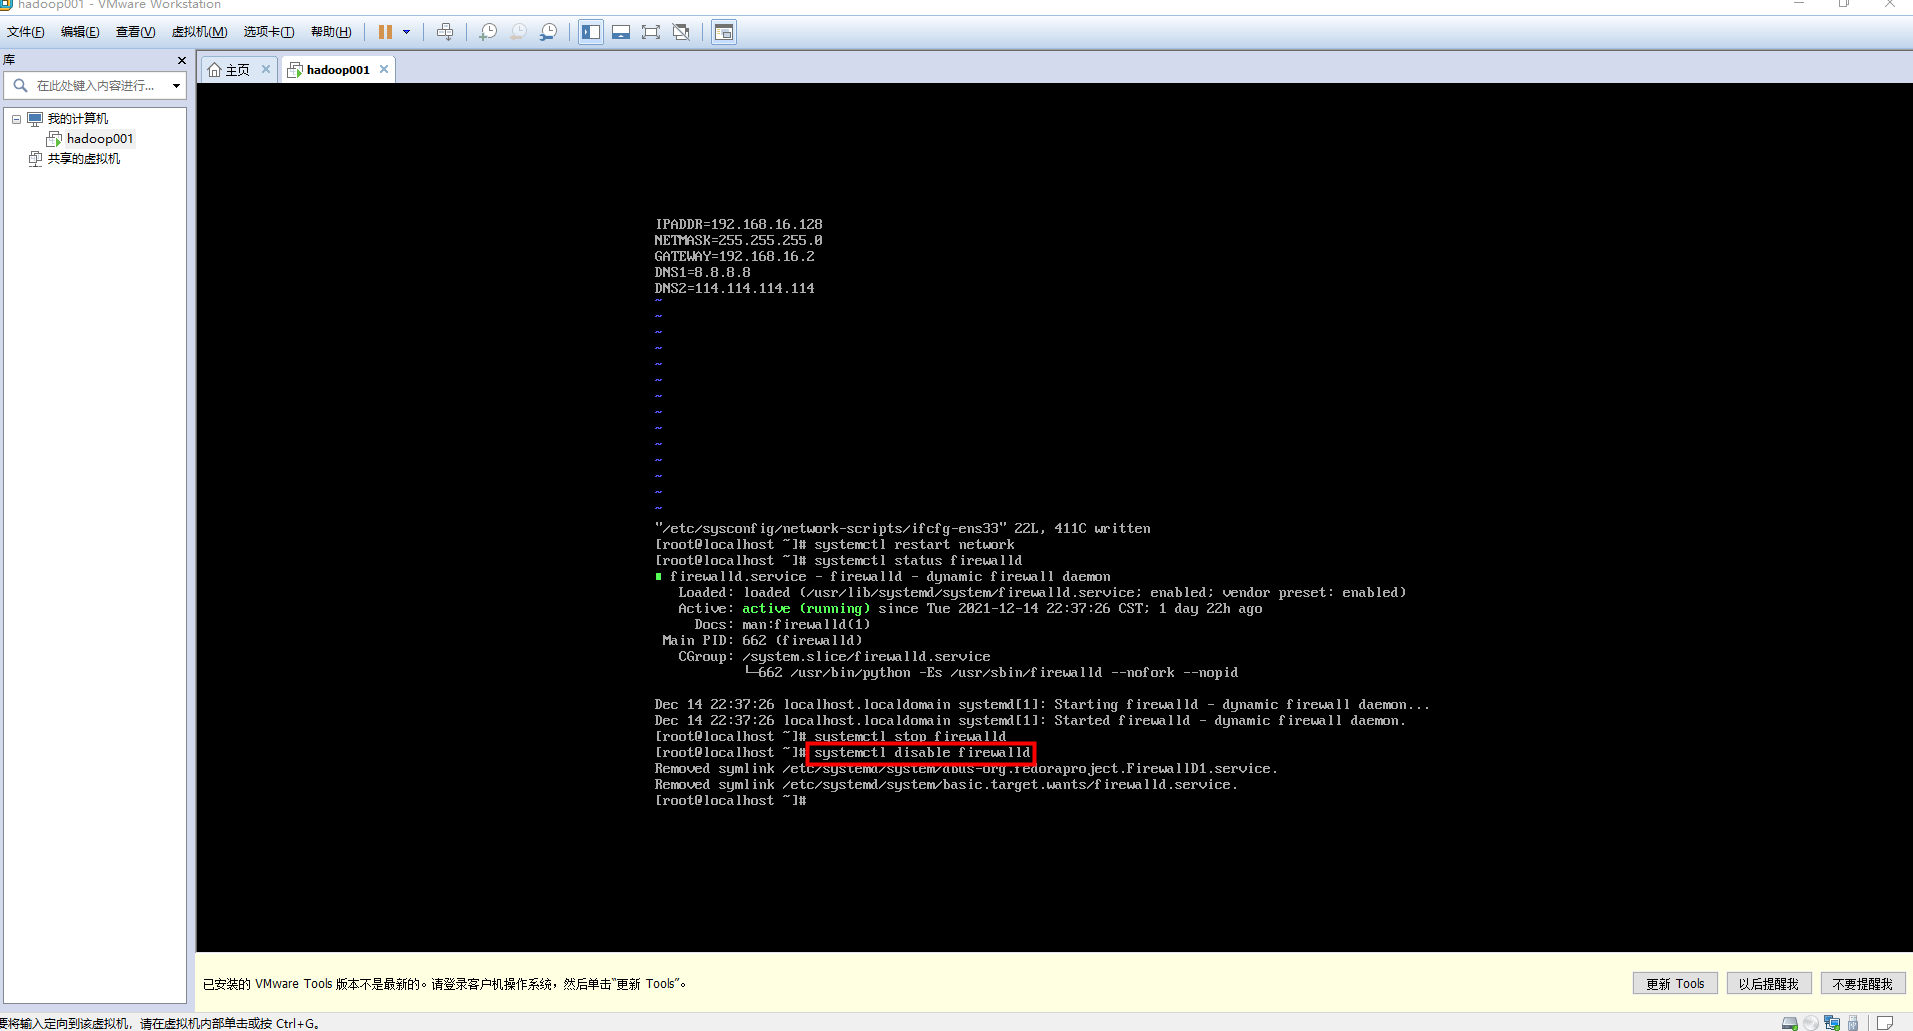 hadoop001 - VMware Workstation
文件(F) 编辑(E) 查看(V) 虚拟机(M) 选项卡(T) 帮助(H)
库
在此处键入内容进行...
我的计算机
hadoop001
共享的虚拟机
主页
hadoop001
IPADDR=192.168.16.128
NETMASK=255.255.255.0
GATEWAY=192.168.16.2
DNS1=8.8.8.8
DNS2=114.114.114.114
~
~
~
~
~
~
~
~
~
~
~
~
~
~
"/etc/sysconfig/network-scripts/ifcfg-ens33" 22L, 411C written
[root@localhost ~]# systemctl restart network
[root@localhost ~]# systemctl status firewalld
firewalld.service - firewalld - dynamic firewall daemon
Loaded: loaded (/usr/lib/systemd/system/firewalld.service; enabled; vendor preset: enabled)
Active: active (running) since Tue 2021-12-14 22:37:26 CST; 1 day 22h ago
Docs: man:firewalld(1)
Main PID: 662 (firewalld)
CGroup: /system.slice/firewalld.service
└─662 /usr/bin/python -Es /usr/sbin/firewalld --nofork --nopid
Dec 14 22:37:26 localhost.localdomain systemd[1]: Starting firewalld - dynamic firewall daemon...
Dec 14 22:37:26 localhost.localdomain systemd[1]: Started firewalld - dynamic firewall daemon.
[root@localhost ~]# systemctl stop firewalld
[root@localhost ~]# systemctl disable firewalld
Removed symlink /etc/systemd/system/dbus-org.fedoraproject.FirewallD1.service.
Removed symlink /etc/systemd/system/basic.target.wants/firewalld.service.
[root@localhost ~]#
已安装的 VMware Tools 版本不是最新的。请登录客户机操作系统，然后单击“更新 Tools”。
更新 Tools 以后提醒我 不要提醒我
要将输入定向到该虚拟机，请在虚拟机内部单击或按 Ctrl+G。